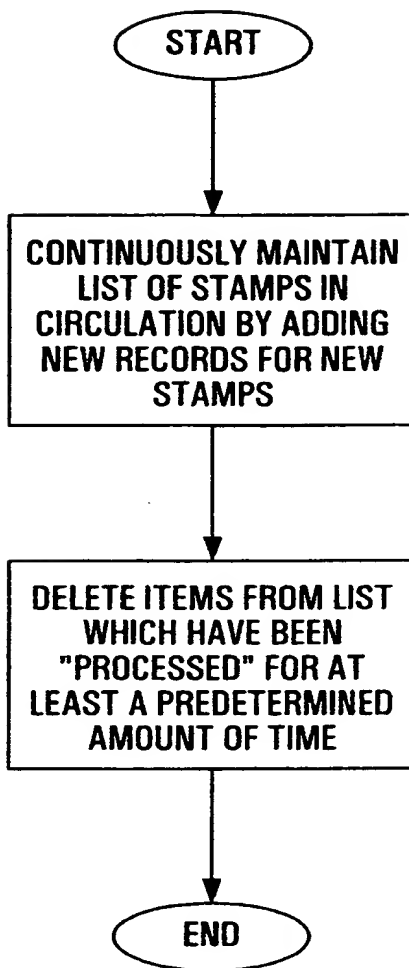 START
CONTINUOUSLY MAINTAIN
LIST OF STAMPS IN
CIRCULATION BY ADDING
NEW RECORDS FOR NEW
STAMPS
DELETE ITEMS FROM LIST
WHICH HAVE BEEN
"PROCESSED" FOR AT
LEAST A PREDETERMINED
AMOUNT OF TIME
END